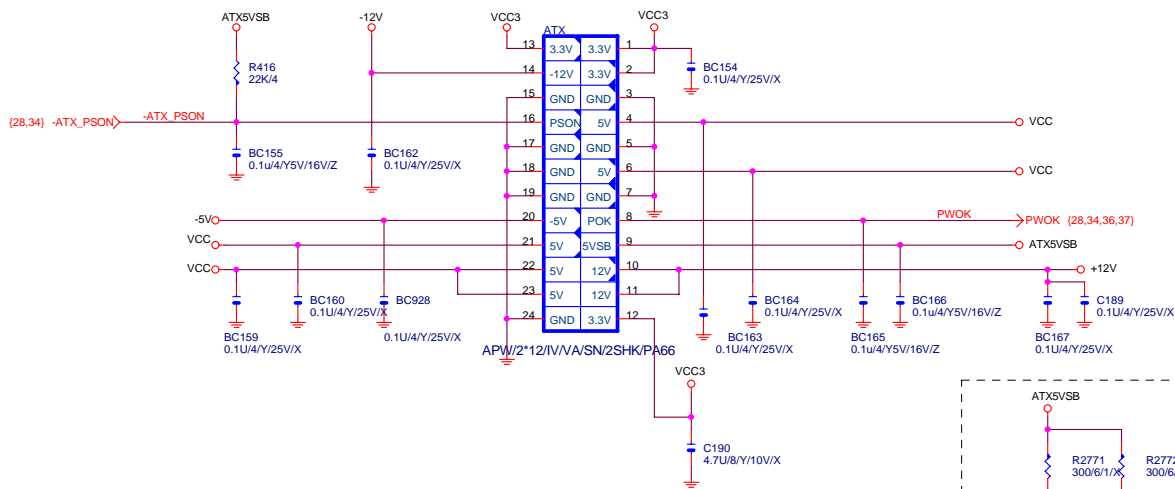 ATX5VSB
-12V
VCC3
VCC3
ATX
R416
22K/4
13
3.3V
3.3V
1
BC154
0.1U/4/Y/25V/X
14
-12V
3.3V
2
15
GND
GND
3
{28,34}
-ATX_PSON
-ATX_PSON
16
PSON
5V
4
VCC
BC155
0.1u/4/Y5V/16V/Z
BC162
0.1U/4/Y/25V/X
17
GND
GND
5
18
GND
5V
6
VCC
19
GND
GND
7
-5V
20
-5V
POK
8
PWOK
PWOK
{28,34,36,37}
VCC
21
5V
5VSB
9
ATX5VSB
VCC
22
5V
12V
10
+12V
23
5V
12V
11
24
GND
3.3V
12
BC160
0.1U/4/Y/25V/X
BC928
0.1U/4/Y/25V/X
BC159
0.1U/4/Y/25V/X
BC164
0.1U/4/Y/25V/X
BC163
0.1U/4/Y/25V/X
BC166
0.1u/4/Y5V/16V/Z
BC165
0.1u/4/Y5V/16V/Z
C189
0.1U/4/Y/25V/X
BC167
0.1U/4/Y/25V/X
APW/2*12/IV/VA/SN/2SHK/PA66
VCC3
C190
4.7U/8/Y/10V/X
ATX5VSB
R2771
300/6/1/X
R2772
300/6/